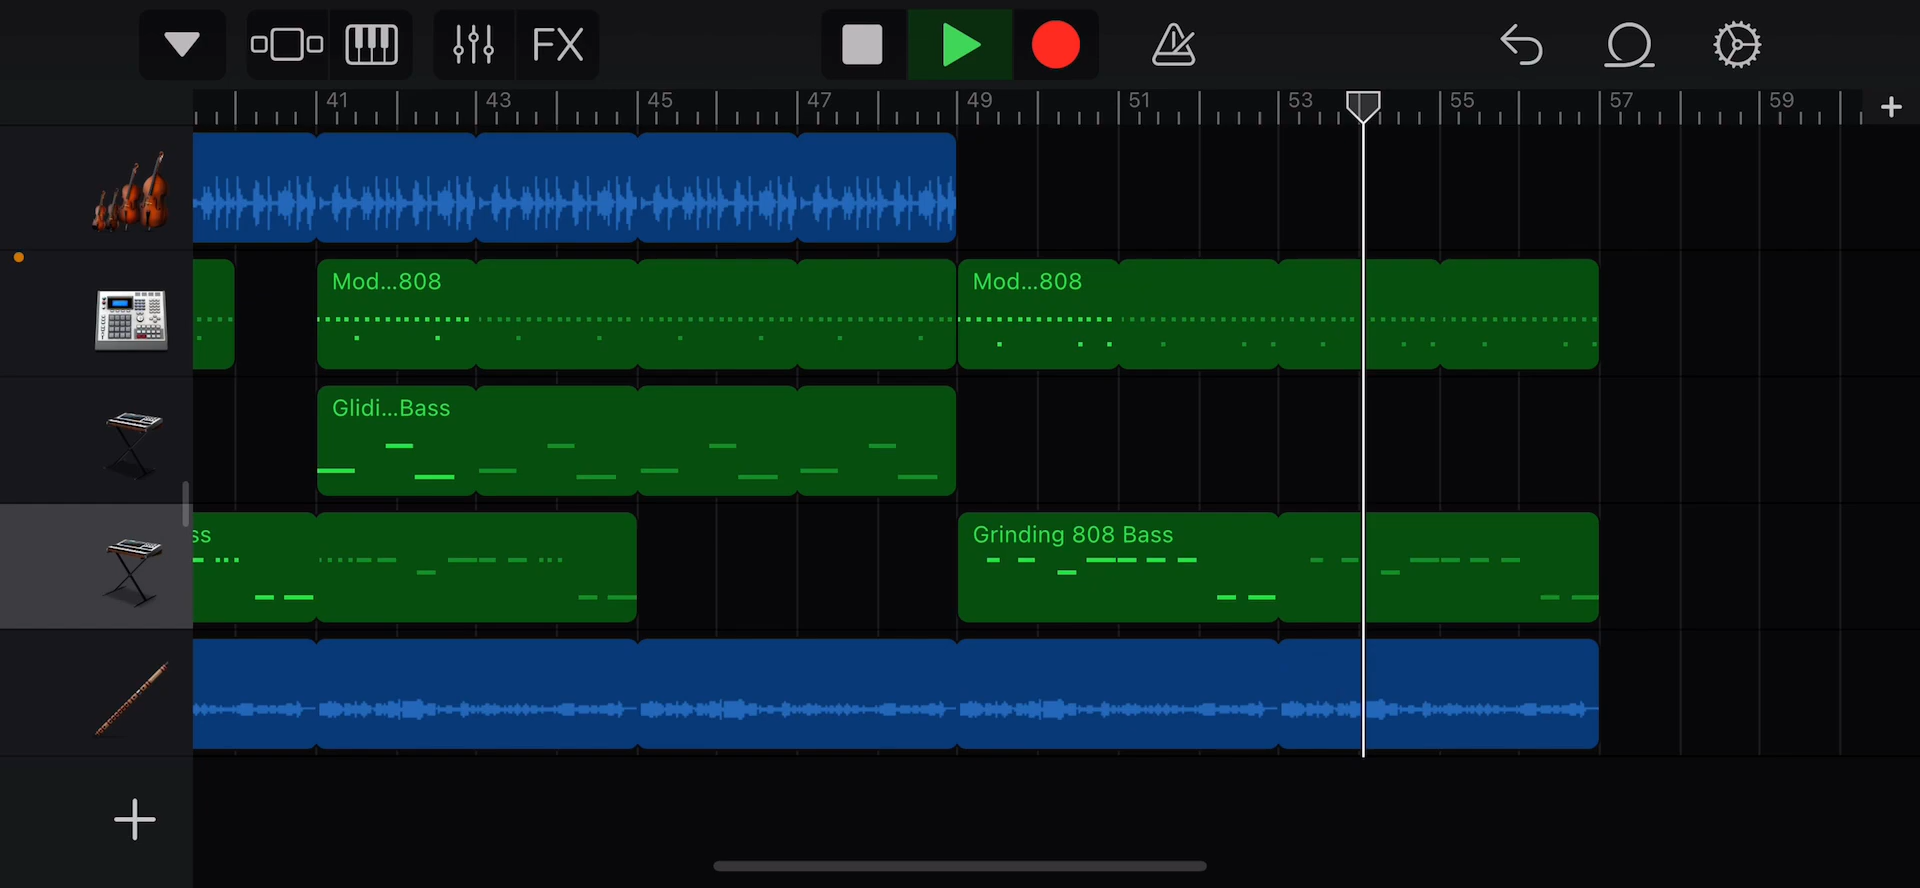 FX
41 43 45 47 49 51 53 55 57 59
Mod...808 Mod...808
Glidi...Bass
ss Grinding 808 Bass